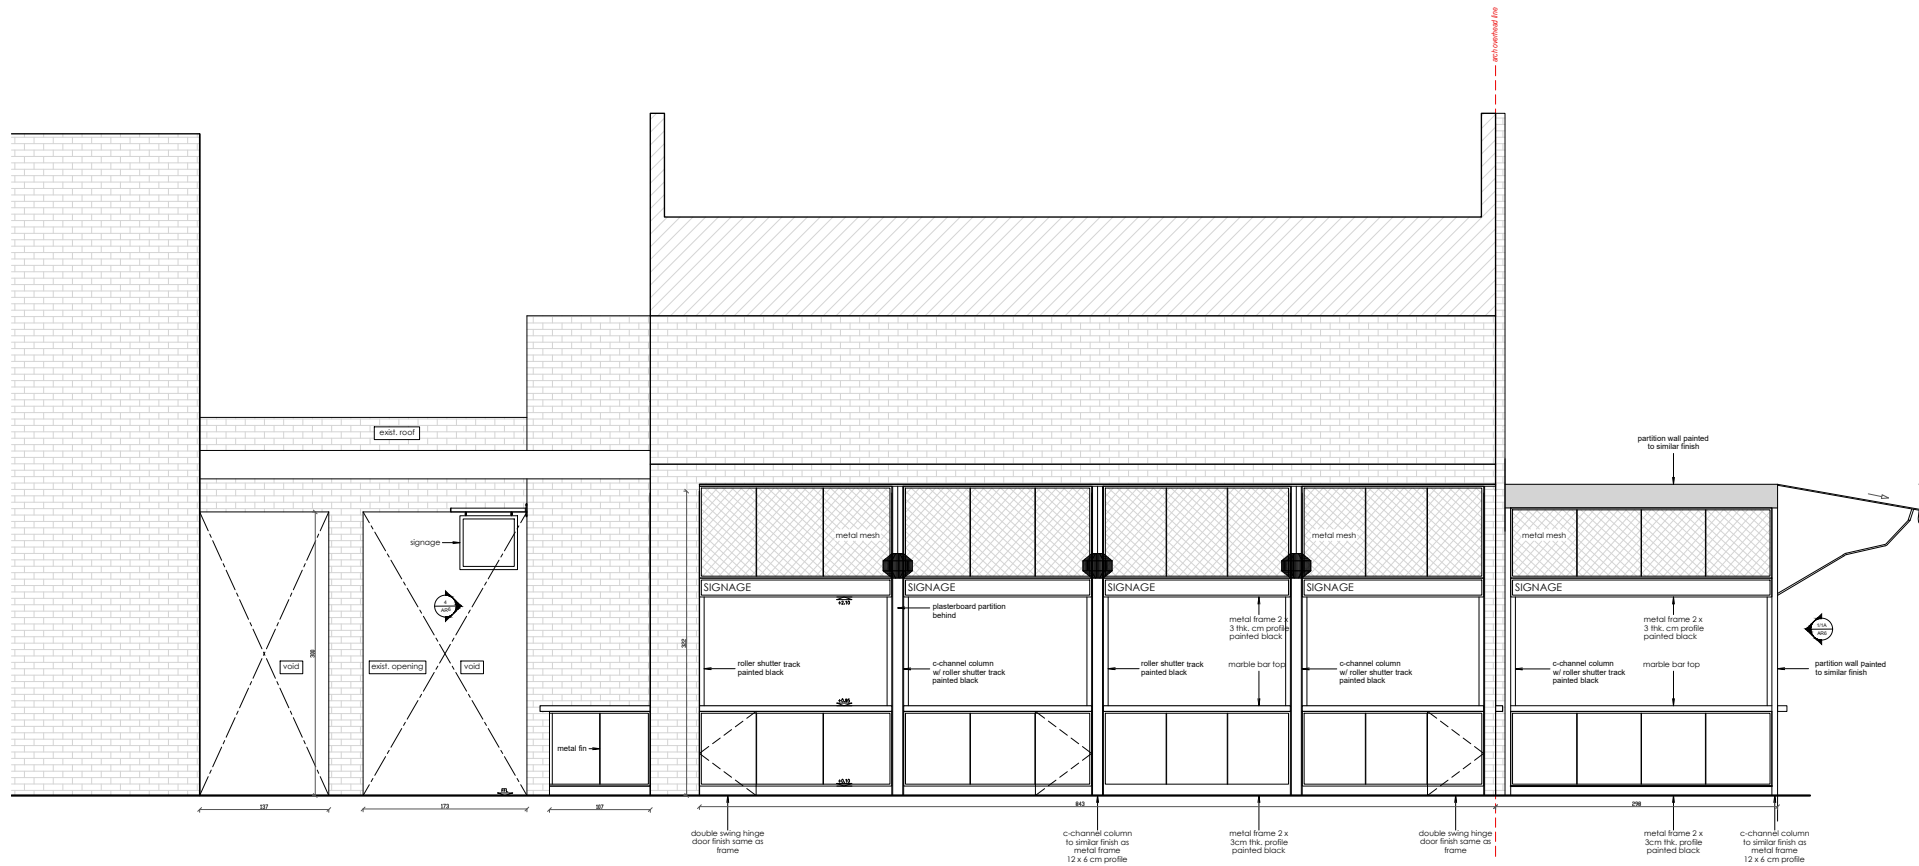 arch overhead line
partition wall painted
to similar finish
exist. roof
signage
metal mesh
metal mesh
metal mesh
SIGNAGE
SIGNAGE
SIGNAGE
SIGNAGE
SIGNAGE
+2.10
4
plasterboard partition
behind
metal frame 2 x
3 thk. cm profile
painted black
metal frame 2 x
3 thk. cm profile
painted black
1/1A
void
exist. opening
void
roller shutter track
painted black
c-channel column
w/ roller shutter track
painted black
roller shutter track
painted black
marble bar top
c-channel column
w/ roller shutter track
painted black
c-channel column
w/ roller shutter track
painted black
marble bar top
partition wall painted
to similar finish
metal fin
+0.10
137
173
107
843
298
double swing hinge
door finish same as
frame
c-channel column
to similar finish as
metal frame
12 x 6 cm profile
metal frame 2 x
3cm thk. profile
painted black
double swing hinge
door finish same as
frame
metal frame 2 x
3cm thk. profile
painted black
c-channel column
to similar finish as
metal frame
12 x 6 cm profile